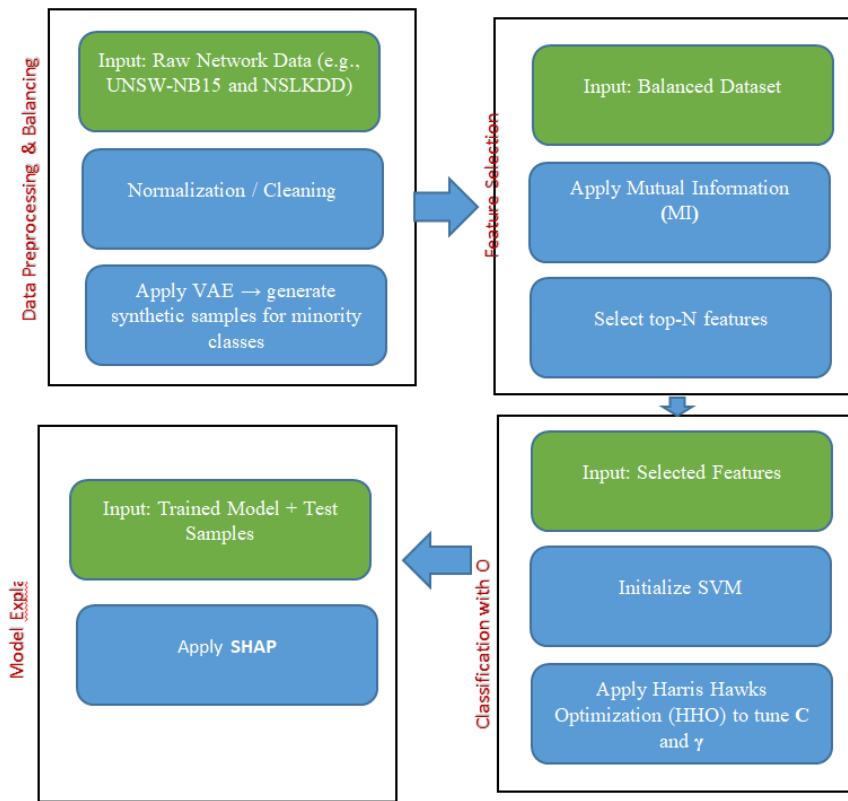 Data Preprocessing & Balancing
Input: Raw Network Data (e.g.,
UNSW-NB15 and NSLKDD)
Normalization / Cleaning
Apply VAE → generate
synthetic samples for minority
classes
Feature Selection
Input: Balanced Dataset
Apply Mutual Information
(MI)
Select top-N features
Classification with O
Input: Selected Features
Initialize SVM
Apply Harris Hawks
Optimization (HHO) to tune C
and γ
Model Expla
Input: Trained Model + Test
Samples
Apply SHAP